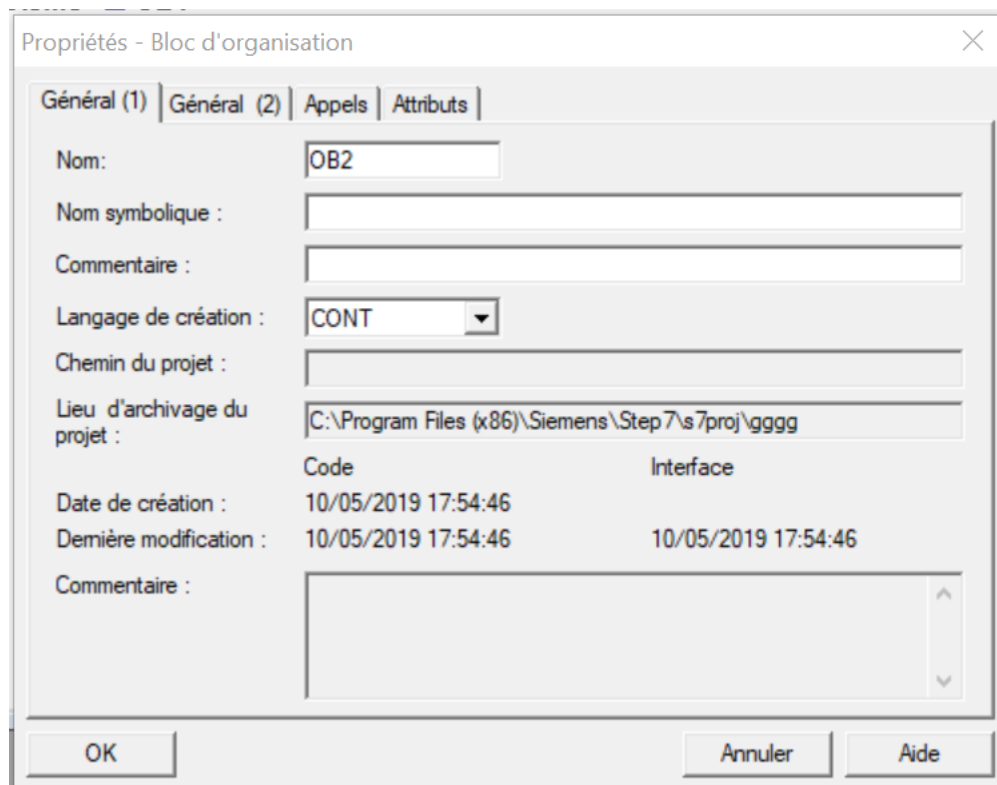 Propriétés - Bloc d'organisation
Général (1) Général (2) Appels Attributs
Nom: OB2
Nom symbolique :
Commentaire :
Langage de création : CONT
Chemin du projet :
Lieu d'archivage du
projet : C:\Program Files (x86)\Siemens\Step7\s7proj\gggg
Code Interface
Date de création : 10/05/2019 17:54:46
Dernière modification : 10/05/2019 17:54:46 10/05/2019 17:54:46
Commentaire :
OK Annuler Aide